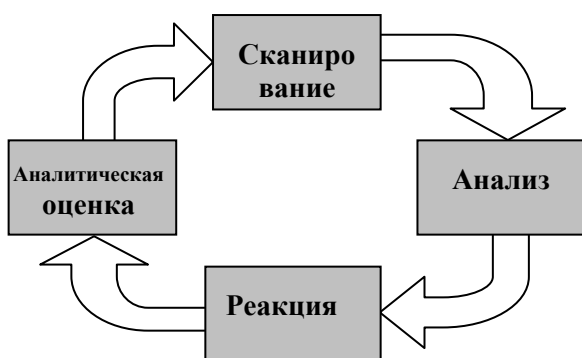 Сканиро
вание
Аналитическая
оценка
Анализ
Реакция